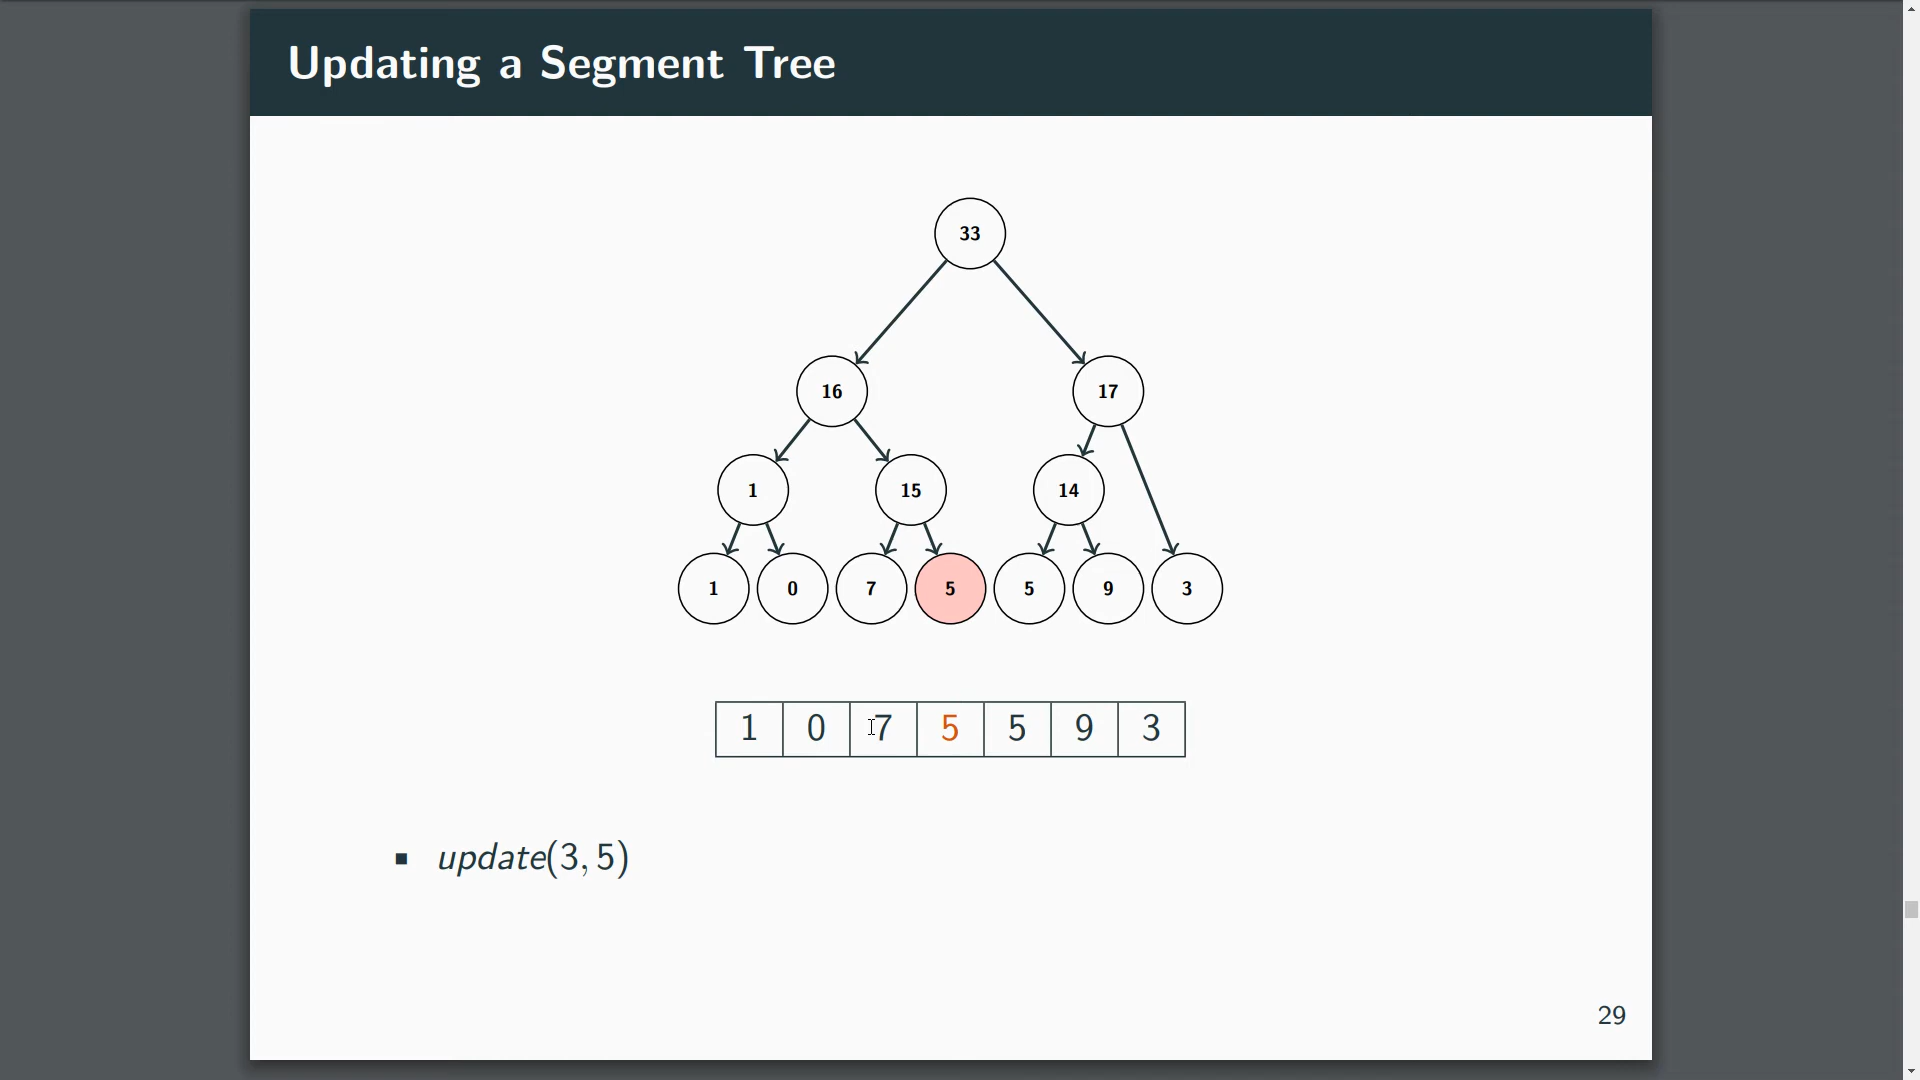 Updating a Segment Tree
33
16 17
1 15 14
1 0 7 5 5 9 3
1 0 7 5 5 9 3
▪ update(3, 5)
29